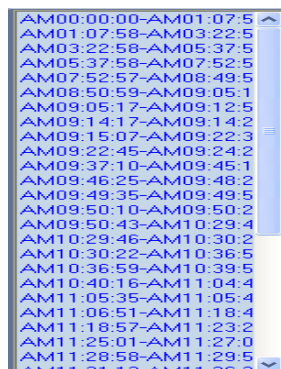 AM00:00:00-AM01:07:5
AM01:07:58-AM03:22:5
AM03:22:58-AM05:37:5
AM05:37:58-AM07:52:5
AM07:52:57-AM08:49:5
AM08:50:59-AM09:05:1
AM09:05:17-AM09:12:5
AM09:14:17-AM09:14:2
AM09:15:07-AM09:22:3
AM09:22:45-AM09:24:2
AM09:37:10-AM09:45:1
AM09:46:25-AM09:48:2
AM09:49:35-AM09:49:5
AM09:50:10-AM09:50:2
AM09:50:43-AM10:29:4
AM10:29:46-AM10:30:2
AM10:30:22-AM10:36:5
AM10:36:59-AM10:39:5
AM10:40:16-AM11:04:4
AM11:05:35-AM11:05:4
AM11:06:51-AM11:18:4
AM11:18:57-AM11:23:2
AM11:25:01-AM11:27:0
AM11:28:58-AM11:29:5